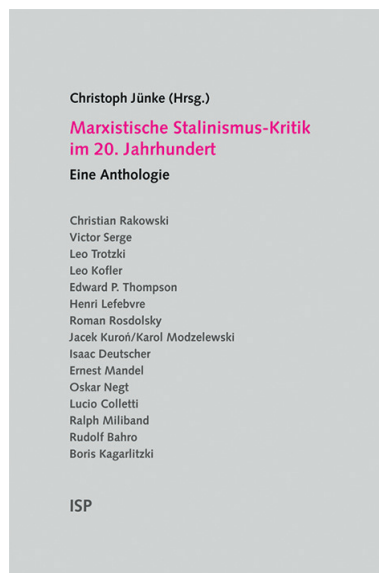 Christoph Jünke (Hrsg.)
Marxistische Stalinismus-Kritik
im 20. Jahrhundert
Eine Anthologie
Christian Rakowski
Victor Serge
Leo Trotzki
Leo Kofler
Edward P. Thompson
Henri Lefebvre
Roman Rosdolsky
Jacek Kuroń/Karol Modzelewski
Isaac Deutscher
Ernest Mandel
Oskar Negt
Lucio Colletti
Ralph Miliband
Rudolf Bahro
Boris Kagarlitzki
ISP